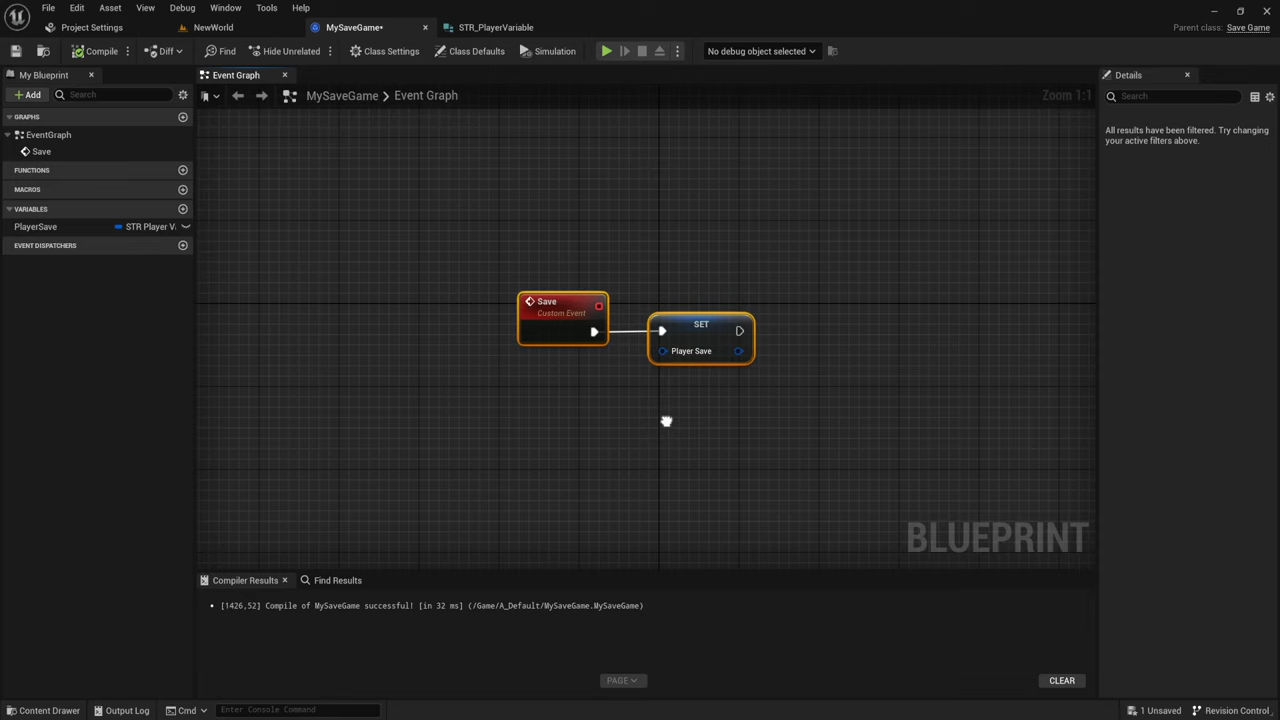 File Edit Asset View Debug Window Tools Help
Project Settings NewWorld MySaveGame• STR_PlayerVariable Parent class: Save Game
Compile Diff Find Hide Unrelated Class Settings Class Defaults Simulation No debug object selected
My Blueprint Event Graph Details
Add Search MySaveGame > Event Graph Zoom 1:1 Search
GRAPHS
All results have been filtered. Try changing
your active filters above.
EventGraph
Save
FUNCTIONS
MACROS
VARIABLES
PlayerSave STR Player V
EVENT DISPATCHERS
Save
Custom Event
SET
Player Save
BLUEPRINT
Compiler Results Find Results
• [1426,52] Compile of MySaveGame successful! [in 32 ms] (/Game/A_Default/MySaveGame.MySaveGame)
PAGE CLEAR
Content Drawer Output Log Cmd Enter Console Command 1 Unsaved Revision Control